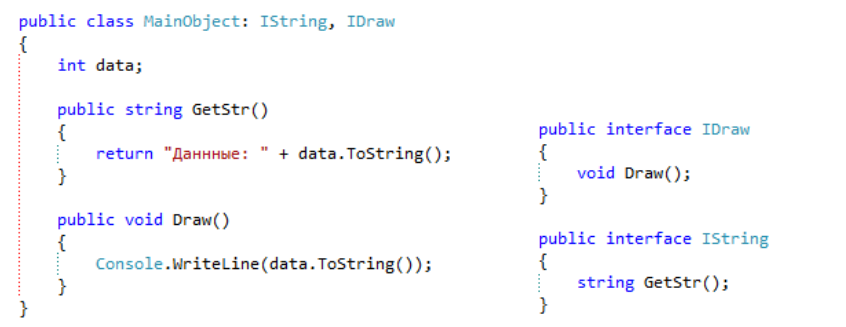 public class MainObject: IString, IDraw
{
int data;
public string GetStr()
{
return "Даннные: " + data.ToString();
}
public void Draw()
{
Console.WriteLine(data.ToString());
}
}
public interface IDraw
{
void Draw();
}
public interface IString
{
string GetStr();
}